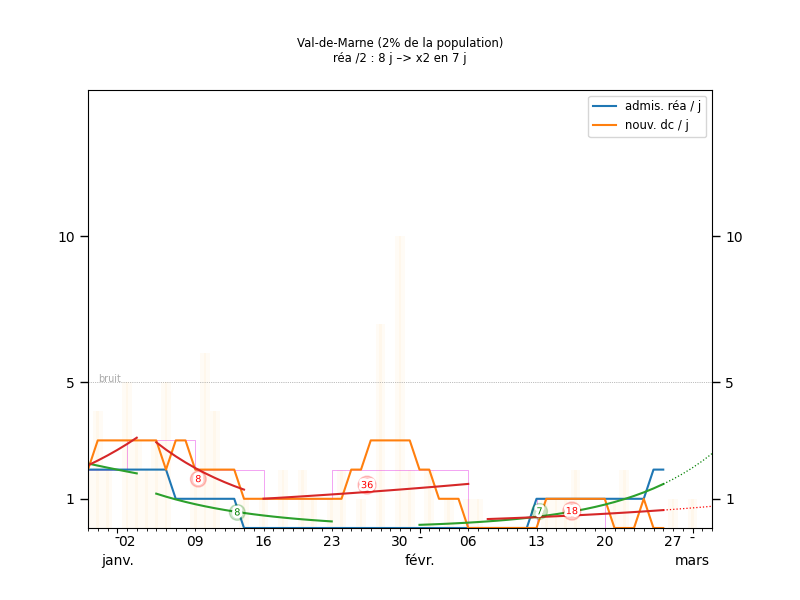 Val-de-Marne (2% de la population)
réa /2 : 8 j –> x2 en 7 j
admis. réa / j
nouv. dc / j
10
10
bruit
5
5
8
36
8
7
18
1
1
02
09
16
23
30
06
13
20
27
janv.
févr.
mars